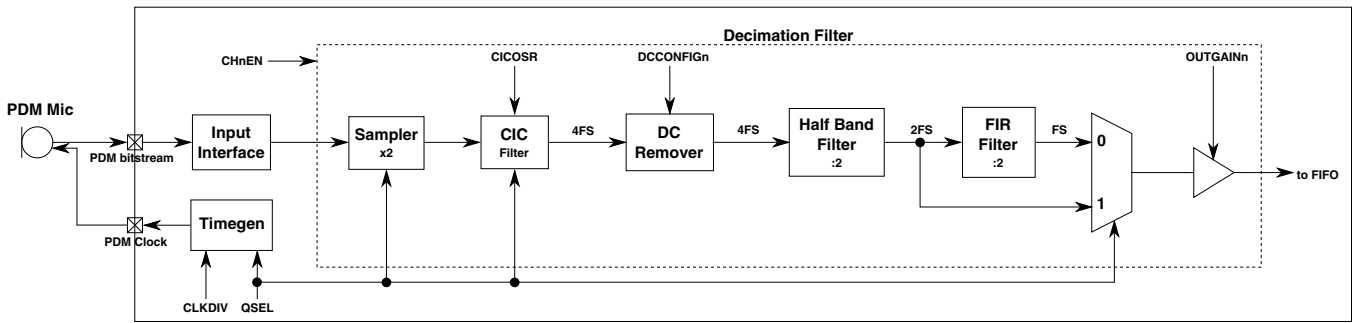 Decimation Filter
CHnEN
CICOSR
DCCONFIGn
OUTGAINn
PDM Mic
PDM bitstream
Input
Interface
Sampler
x2
CIC
Filter
4FS
DC
Remover
4FS
Half Band
Filter
:2
2FS
FIR
Filter
:2
FS
0
1
to FIFO
PDM Clock
Timegen
CLKDIV
QSEL